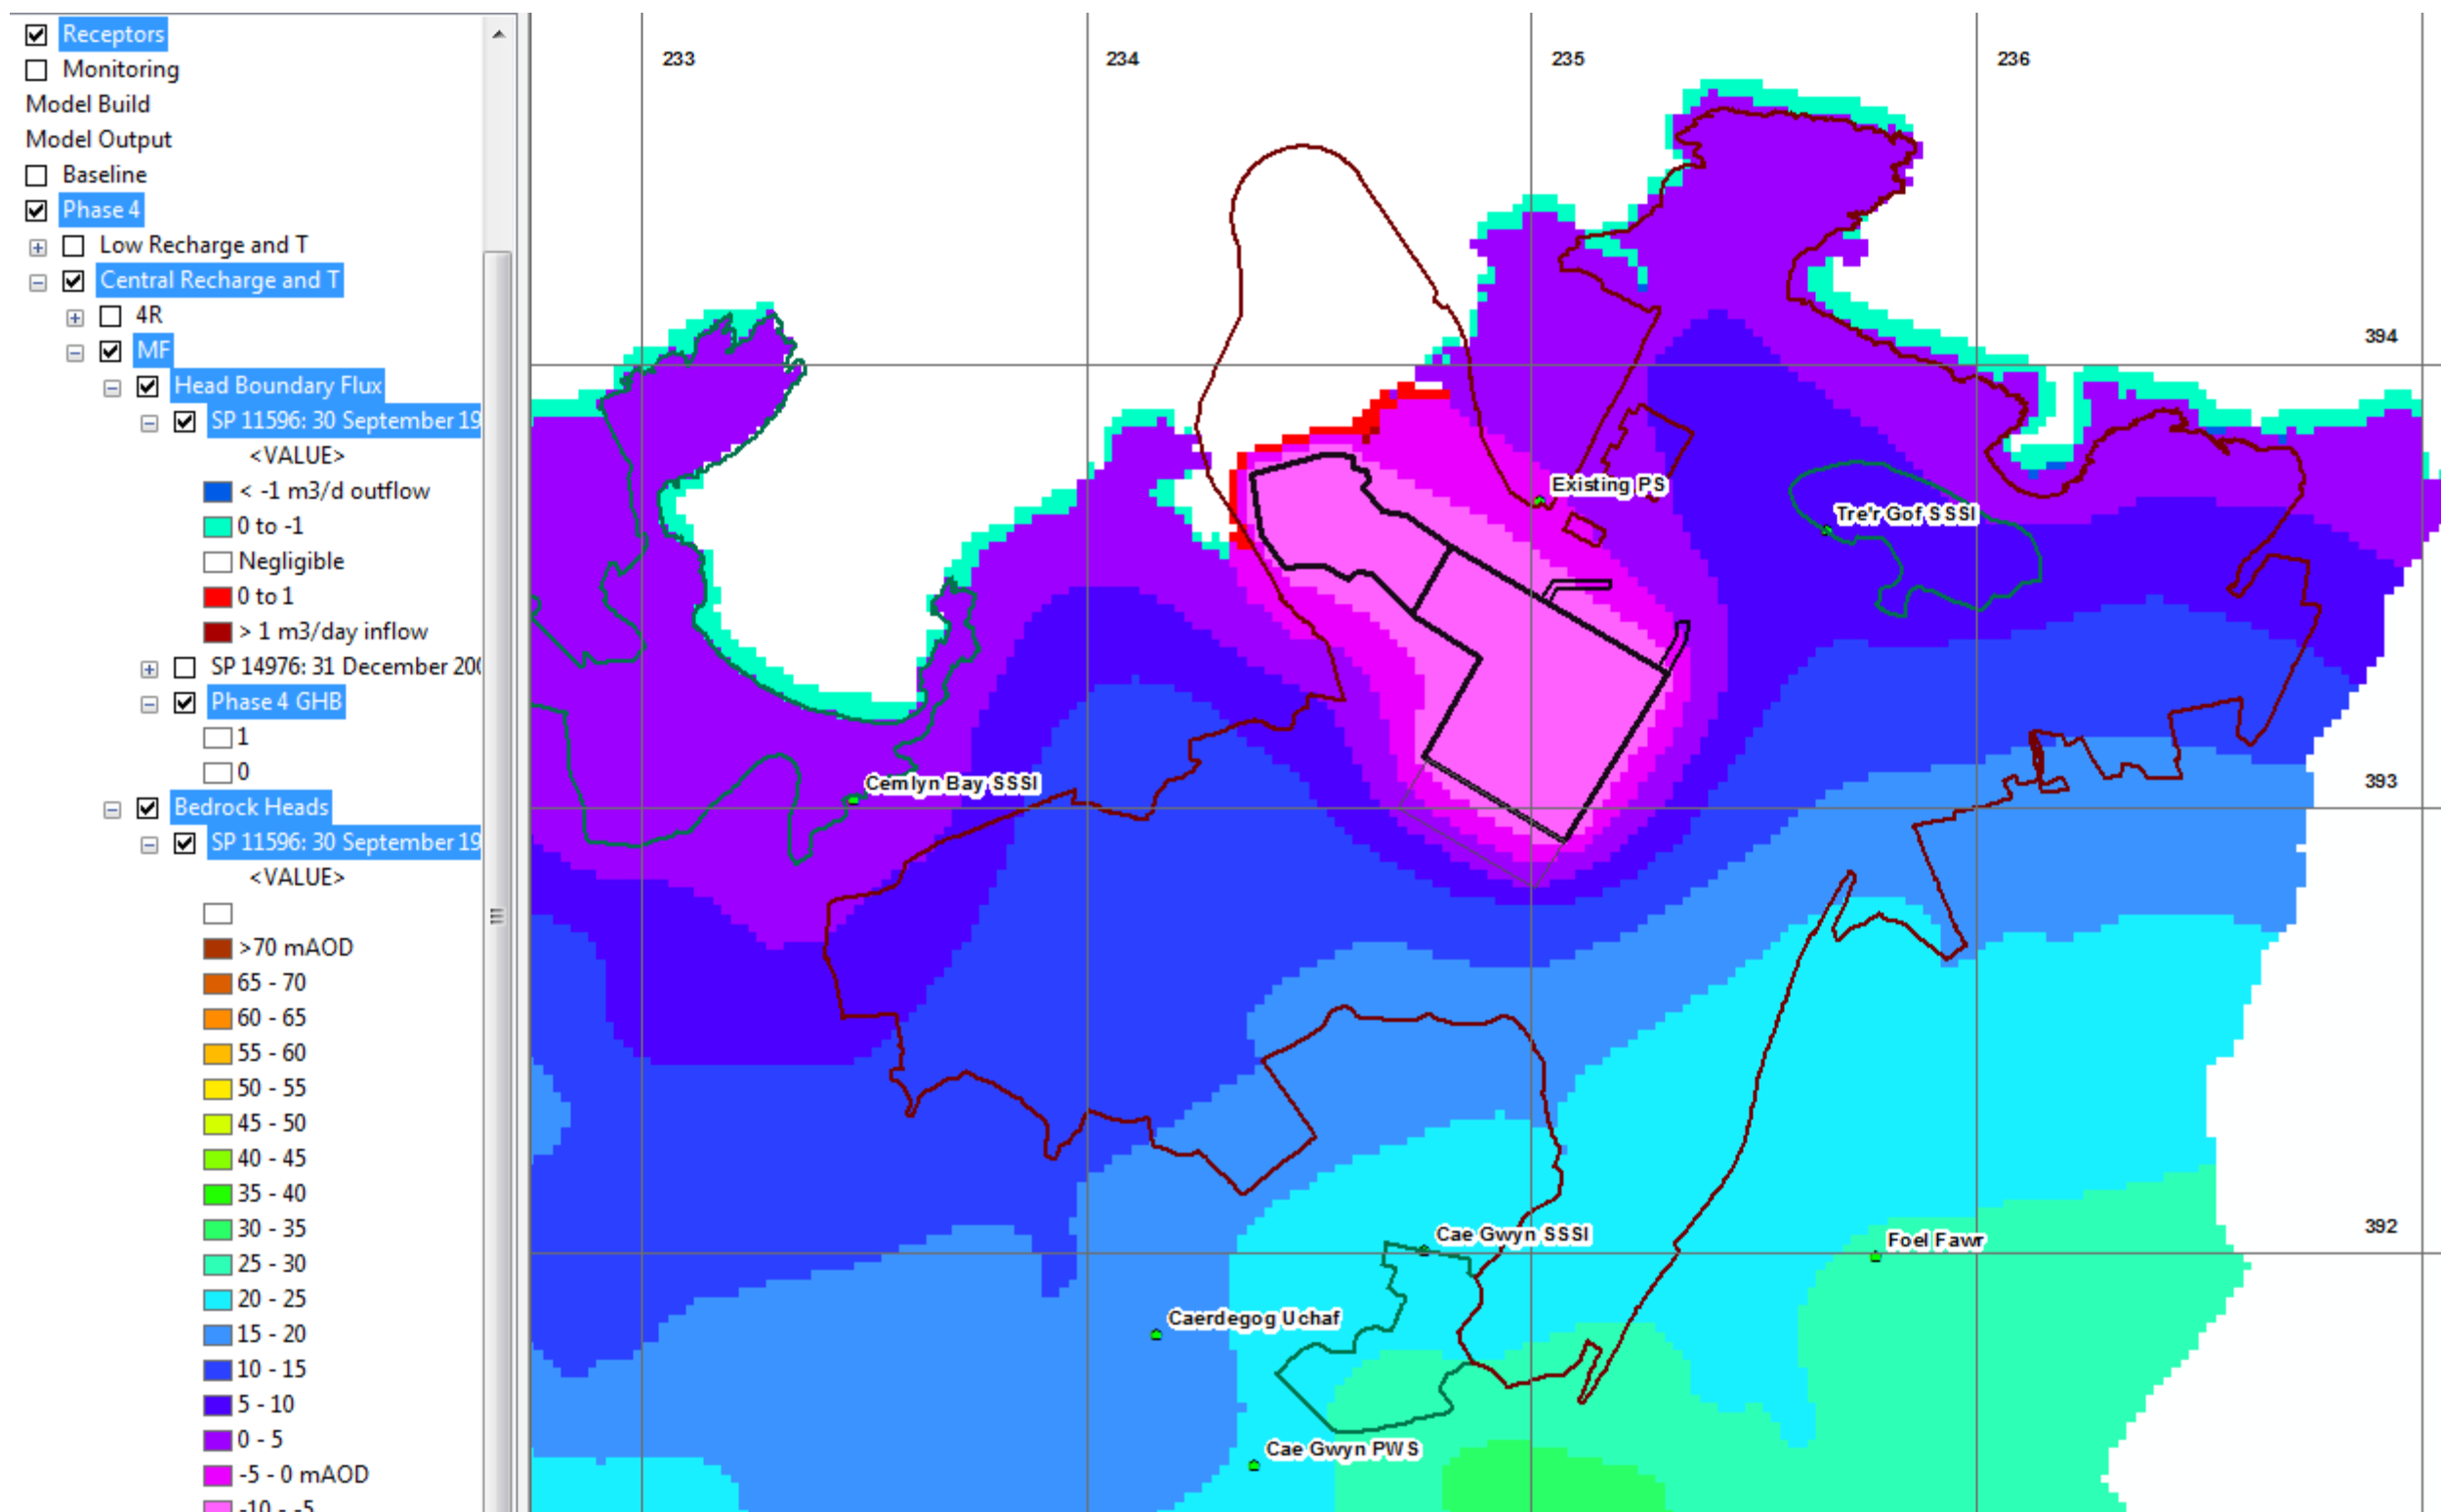 Receptors
Monitoring
Model Build
Model Output
Baseline
Phase 4
Low Recharge and T
Central Recharge and T
4R
MF
Head Boundary Flux
SP 11596: 30 September 19
<VALUE>
< -1 m3/d outflow
0 to -1
Negligible
0 to 1
> 1 m3/day inflow
SP 14976: 31 December 200
Phase 4 GHB
1
0
Bedrock Heads
SP 11596: 30 September 19
<VALUE>
>70 mAOD
65 - 70
60 - 65
55 - 60
50 - 55
45 - 50
40 - 45
35 - 40
30 - 35
25 - 30
20 - 25
15 - 20
10 - 15
5 - 10
0 - 5
-5 - 0 mAOD
-10 - -5
233
234
235
236
394
Existing PS
Tre'r Gof SSSI
Cemlyn Bay SSSI
393
392
Cae Gwyn SSSI
Foel Fawr
Caerdegog Uchaf
Cae Gwyn PWS